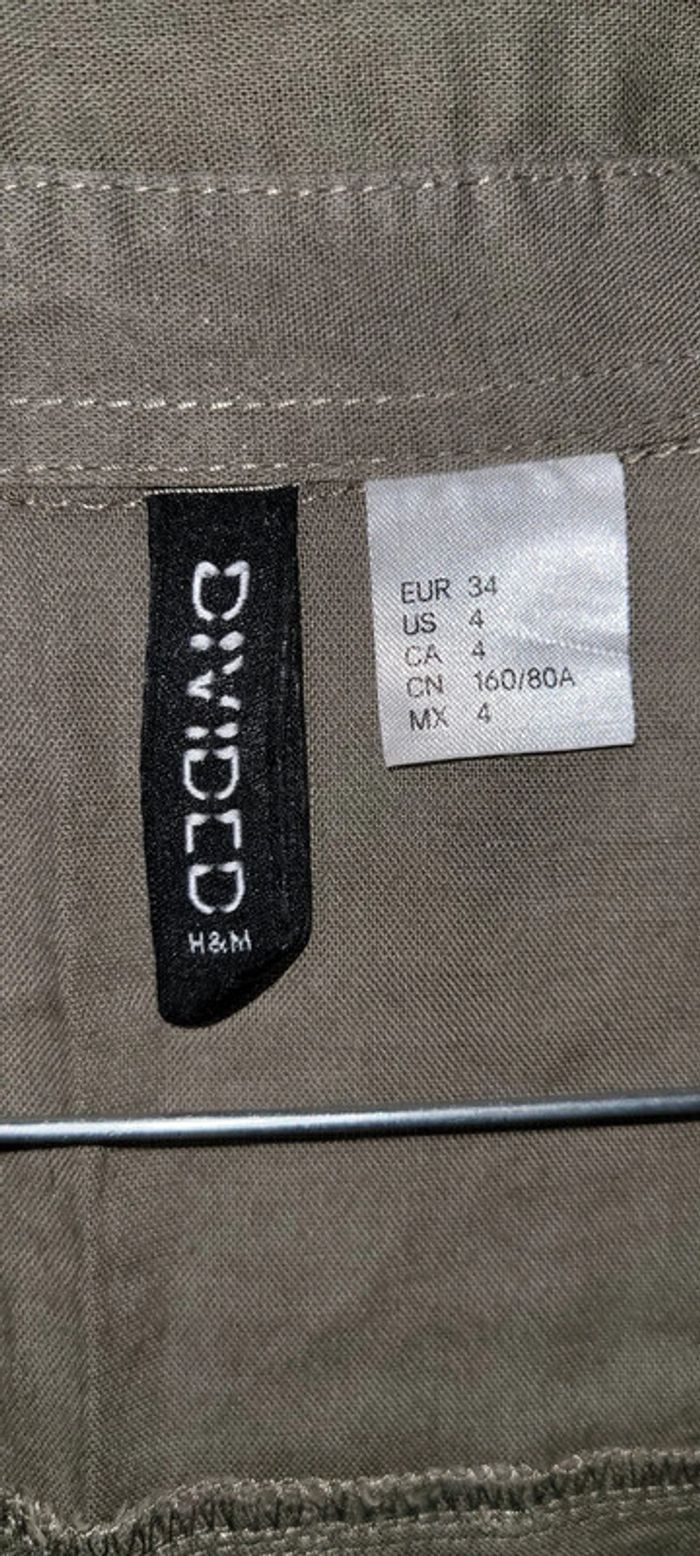 DIVIDED
H&M
EUR 34
US 4
CA 4
CN 160/80A
MX 4